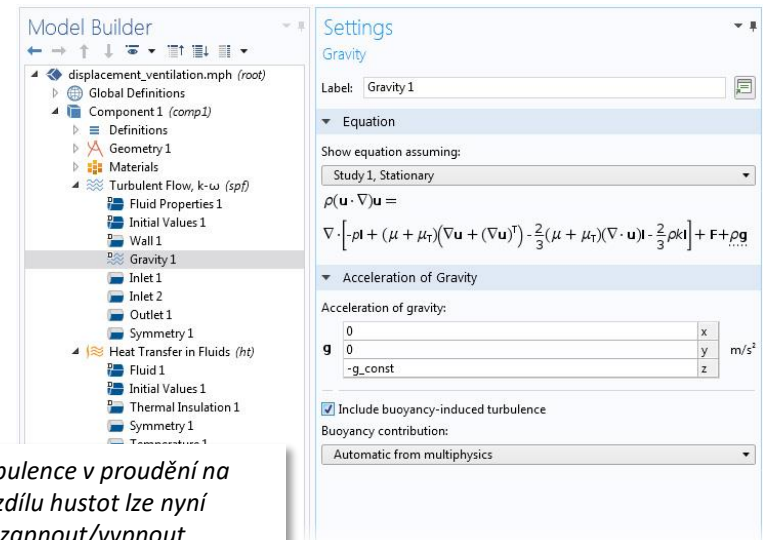 Model Builder
displacement_ventilation.mph (root)
Global Definitions
Component 1 (comp1)
Definitions
Geometry 1
Materials
Turbulent Flow, k-ω (spf)
Fluid Properties 1
Initial Values 1
Wall 1
Gravity 1
Inlet 1
Inlet 2
Outlet 1
Symmetry 1
Heat Transfer in Fluids (ht)
Fluid 1
Initial Values 1
Thermal Insulation 1
Symmetry 1
Temperature 1
pulence v proudění na
zdílu hustot lze nyní
zapnout/vypnout
Settings
Gravity
Label: Gravity 1
Equation
Show equation assuming:
Study 1, Stationary
ρ(u · ∇)u =
∇ · [-pI + (μ + μT)(∇u + (∇u)ᵀ) - 2/3(μ + μT)(∇ · u)I - 2/3ρkI] + F + ρg
Acceleration of Gravity
Acceleration of gravity:
0 x
g 0 y m/s²
-g_const z
Include buoyancy-induced turbulence
Buoyancy contribution:
Automatic from multiphysics